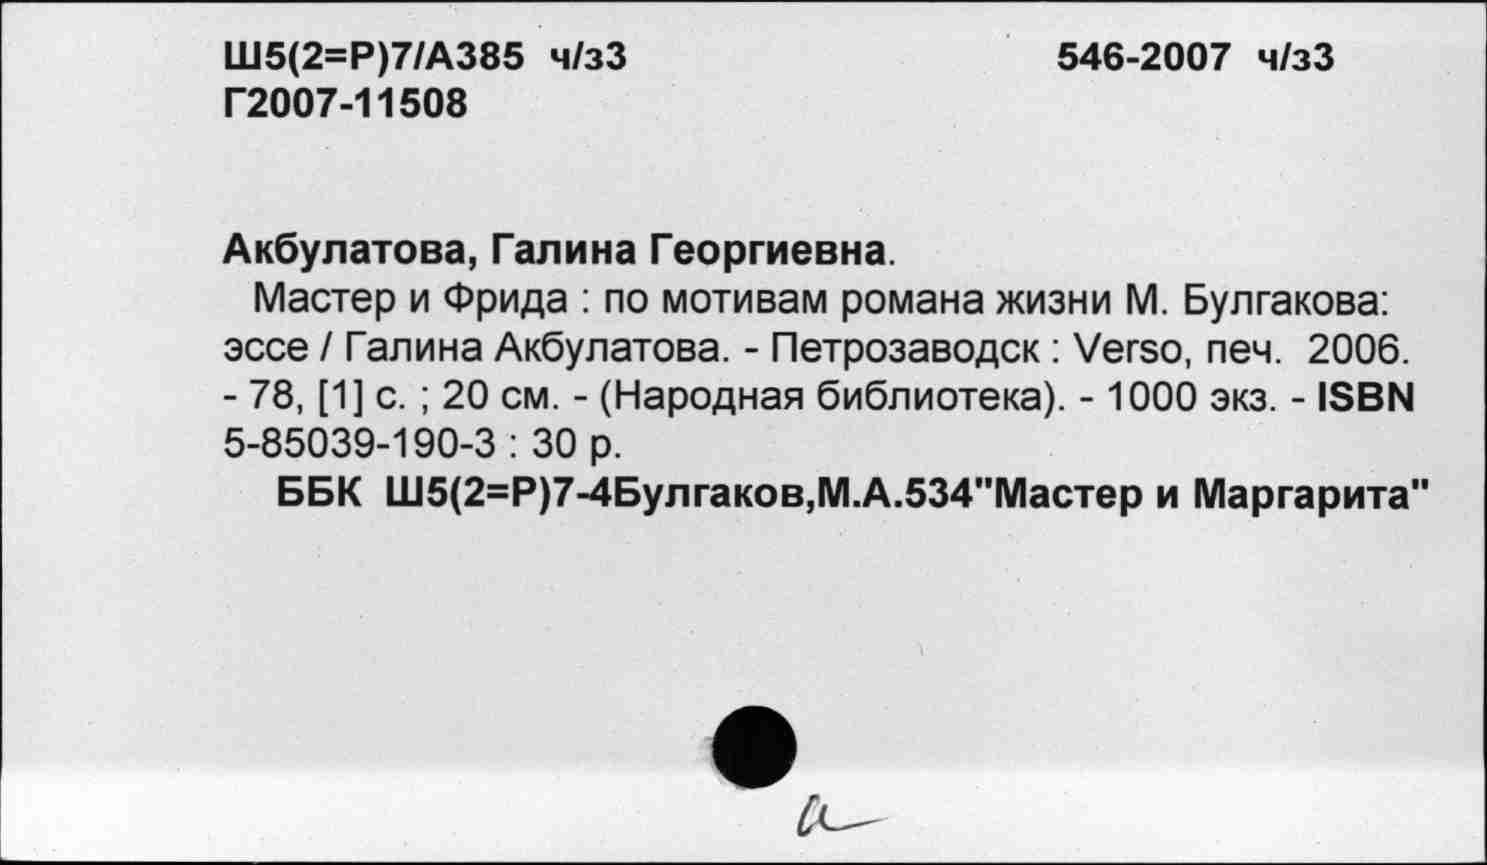 Ш5(2=Р)7/А385 ч/з3 546-2007 ч/з3
Г2007-11508
Акбулатова, Галина Георгиевна.
Мастер и Фрида : по мотивам романа жизни М. Булгакова:
эссе / Галина Акбулатова. - Петрозаводск : Verso, печ. 2006.
- 78, [1] с. ; 20 см. - (Народная библиотека). - 1000 экз. - ISBN
5-85039-190-3 : 30 р.
ББК Ш5(2=Р)7-4Булгаков,М.А.534"Мастер и Маргарита"